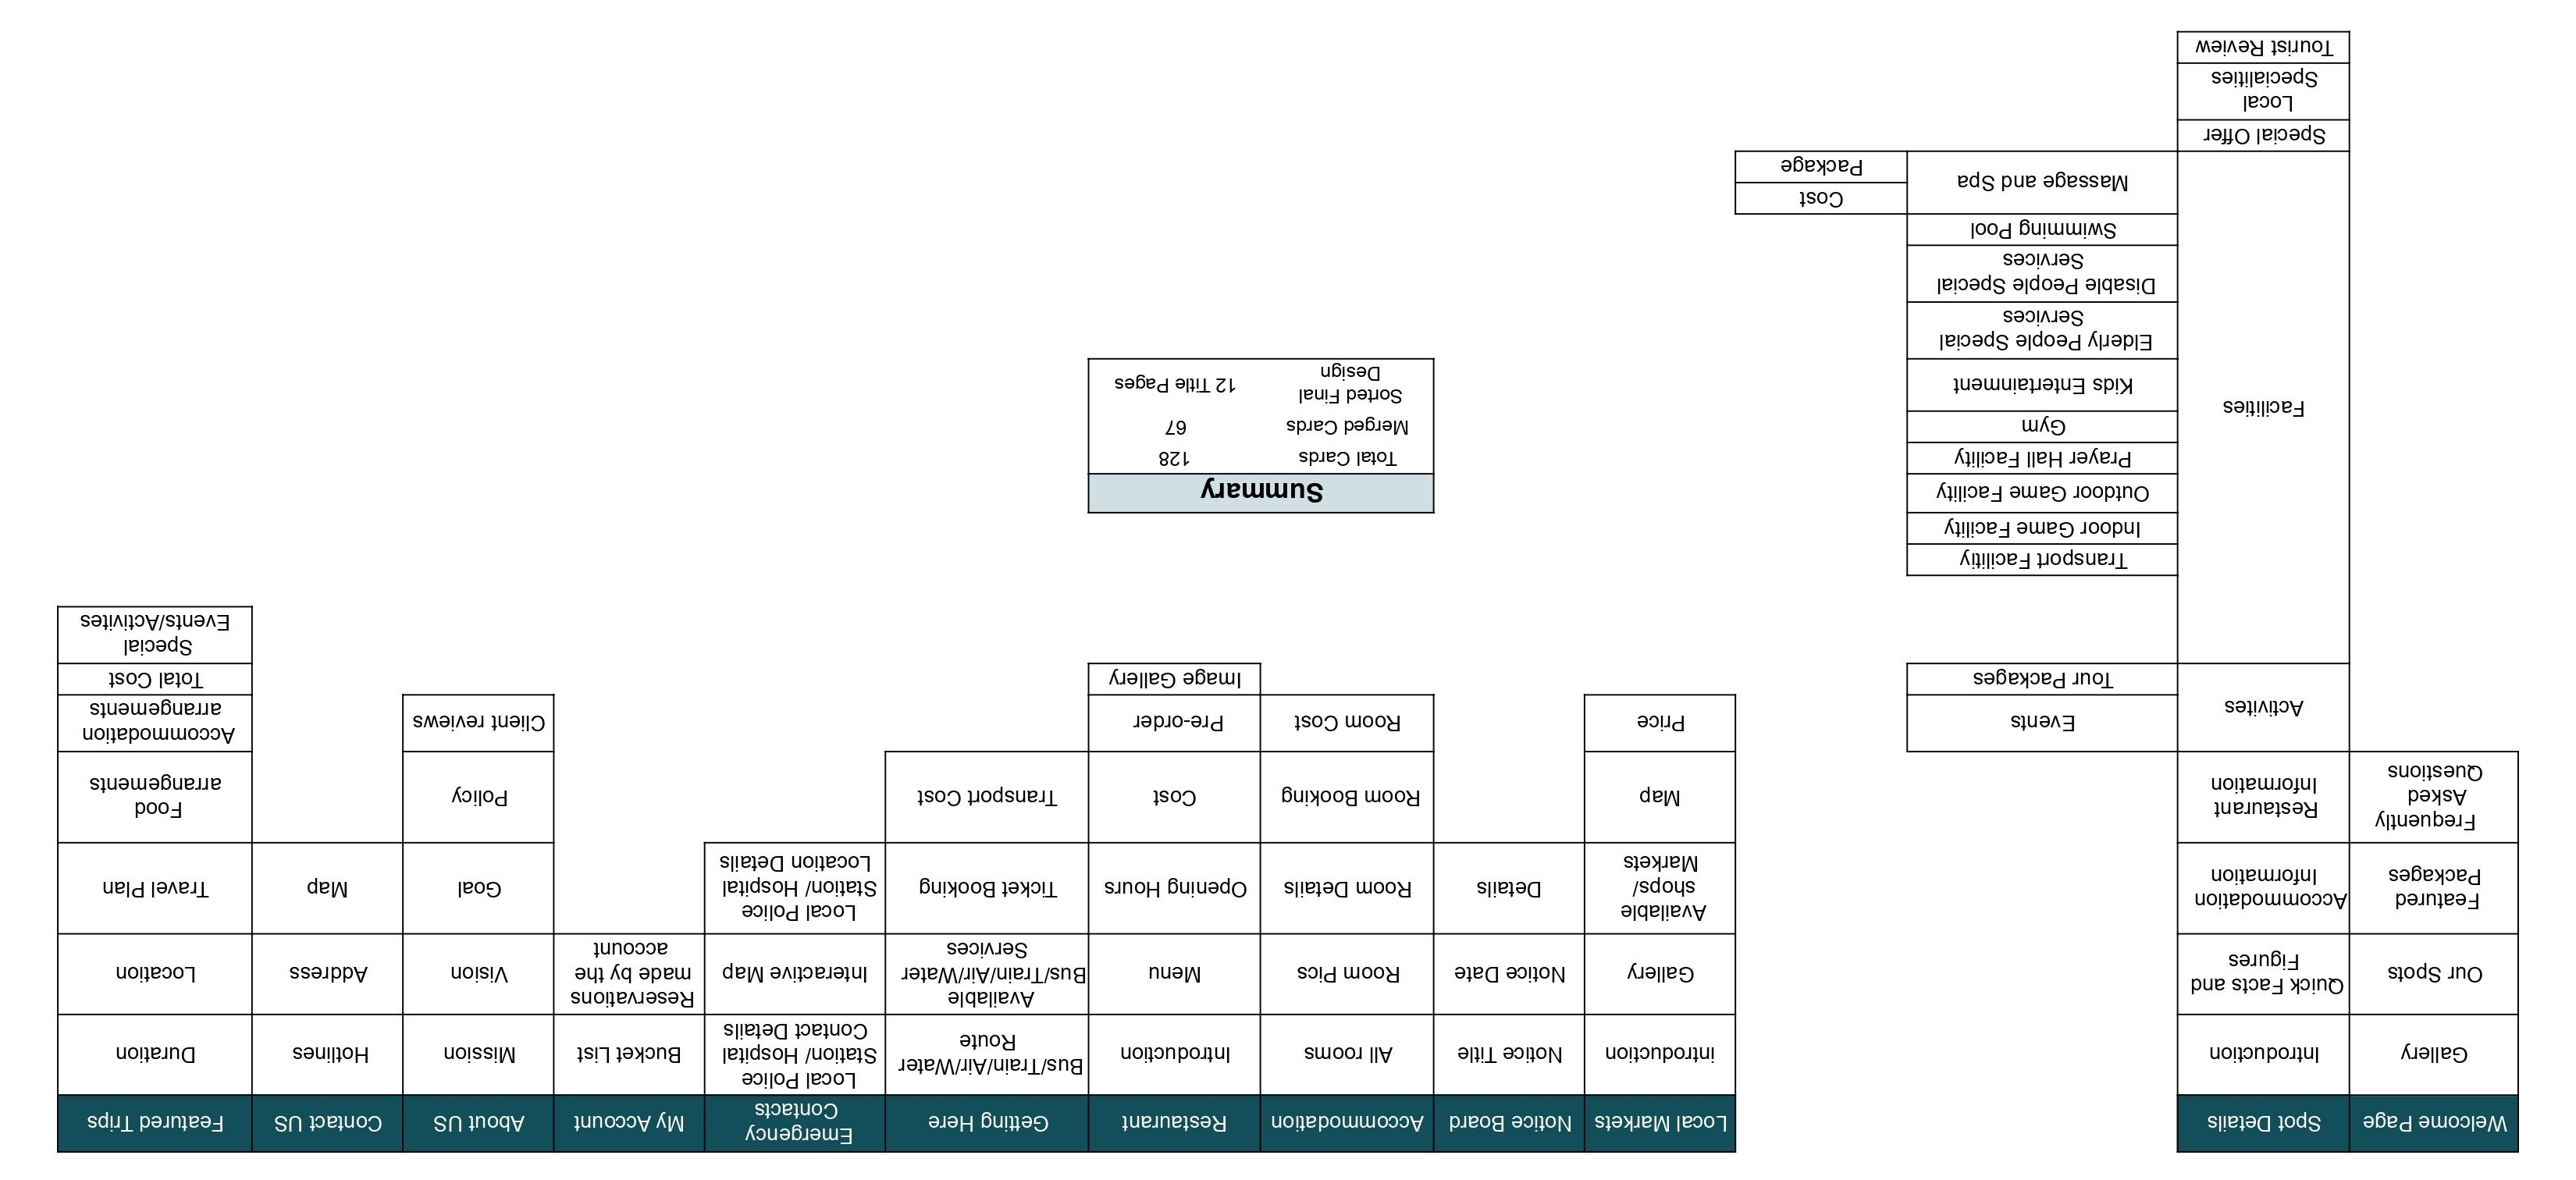 Welcome Page
Spot Details
Local Markets
Notice Board
Accommodation
Restaurant
Getting Here
Emergency
Contacts
My Account
About US
Contact US
Featured Trips
Gallery
Introduction
introduction
Notice Title
All rooms
Introduction
Bus/Train/Air/Water
Route
Local Police
Station/ Hospital
Contact Details
Bucket List
Mission
Hotlines
Duration
Our Spots
Quick Facts and
Figures
Gallery
Notice Date
Room Pics
Menu
Available
Bus/Train/Air/Water
Services
Interactive Map
Reservations
made by the
account
Vision
Address
Location
Featured
Packages
Accommodation
Information
Available
shops/
Markets
Details
Room Details
Opening Hours
Ticket Booking
Local Police
Station/ Hospital
Location Details
Goal
Map
Travel Plan
Frequently
Asked
Questions
Restaurant
Information
Map
Room Booking
Cost
Transport Cost
Policy
Food
arrangements
Activites
Events
Price
Room Cost
Pre-order
Client reviews
Accommodation
arrangements
Tour Packages
Image Gallery
Total Cost
Special
Events/Activites
Facilities
Transport Facilitiy
Indoor Game Facility
Outdoor Game Facility
Prayer Hall Facility
Gym
Kids Entertainment
Elderly People Special
Services
Disable People Special
Services
Swimming Pool
Massage and Spa
Cost
Package
Special Offer
Local
Specialities
Tourist Review
Summary
Total Cards 128
Merged Cards 67
Sorted Final
Design
12 Title Pages